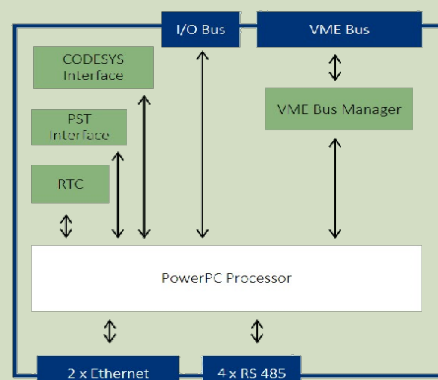 I/O Bus
VME Bus
CODESYS
Interface
VME Bus Manager
PST
Interface
RTC
PowerPC Processor
2 x Ethernet
4 x RS 485